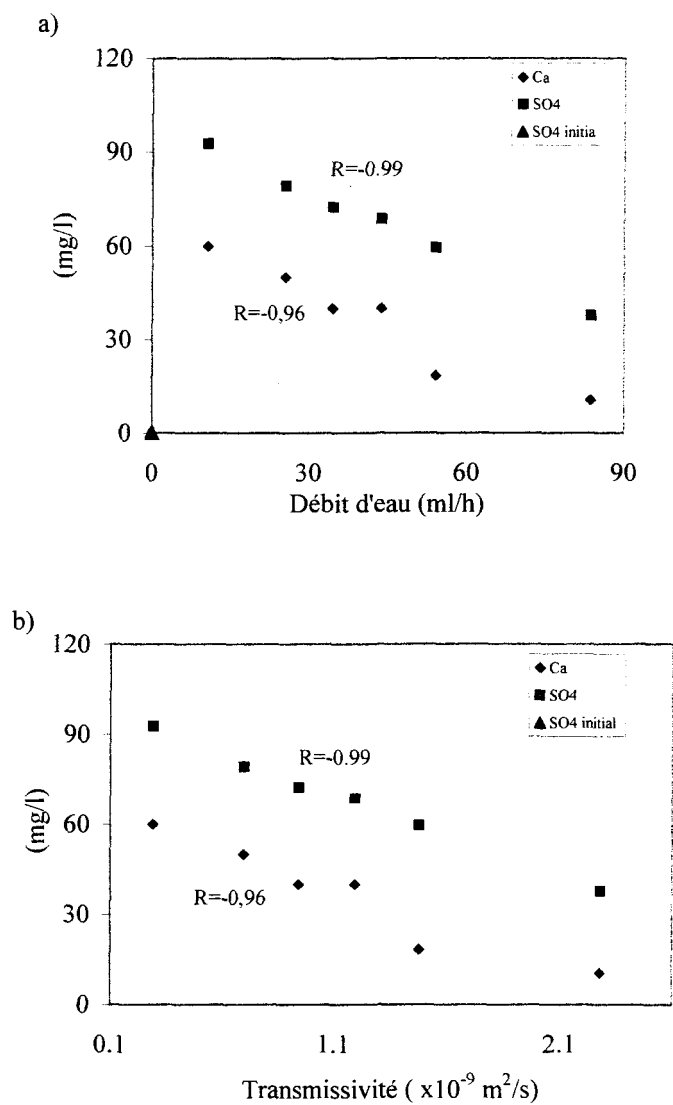 a)
120
90
60
30
0
(mg/l)
Ca
SO4
SO4 initia
R=-0.99
R=-0,96
0 30 60 90
Débit d'eau (ml/h)
b)
120
90
60
30
0
(mg/l)
Ca
SO4
SO4 initial
R=-0.99
R=-0,96
0.1 1.1 2.1
Transmissivité ( x10⁻⁹ m²/s)